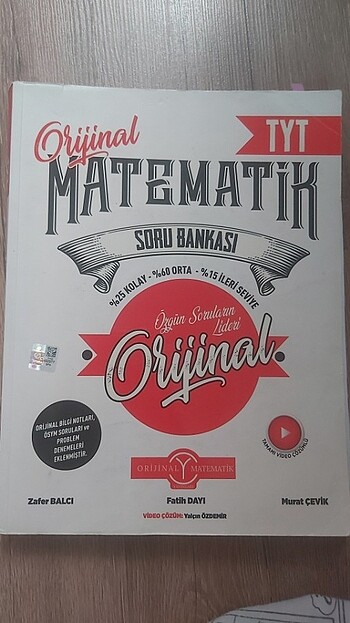 TYT
Orijinal
MATEMATİK
SORU BANKASI
%25 KOLAY - %60 ORTA - %15 İLERİ SEVİYE
Özgün Soruların
Lideri
Orijinal
ORİJİNAL BİLGİ NOTLARI,
ÖSYM SORULARI ve
PROBLEM
DENEMELERİ
EKLENMİŞTİR.
TAMAMI VİDEO ÇÖZÜMLÜ
ORİJİNAL MATEMATİK
Zafer BALCI
Fatih DAYI
Murat ÇEVİK
VİDEO ÇÖZÜM: Yalçın ÖZDEMİR